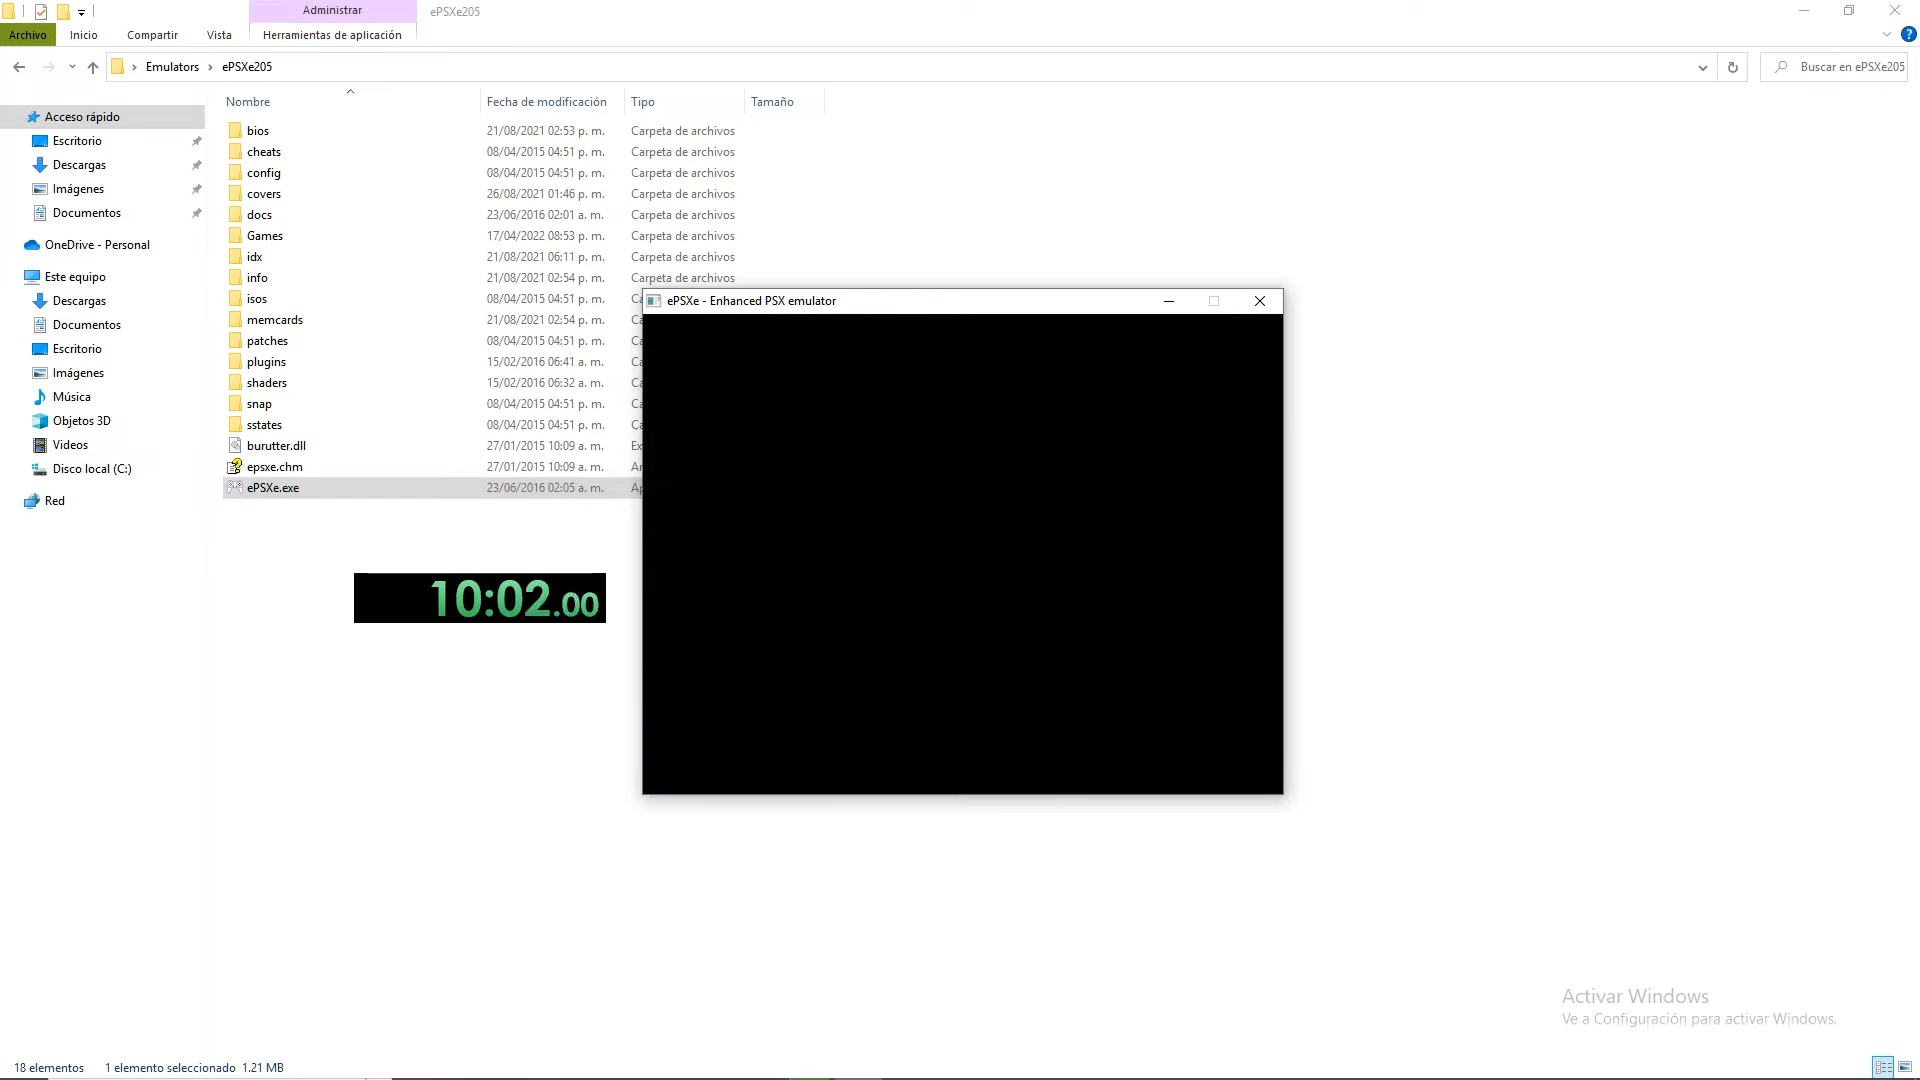 Administrar
ePSXe205
Archivo
Inicio
Compartir
Vista
Herramientas de aplicación
Emulators
ePSXe205
Buscar en ePSXe205
Nombre
Fecha de modificación
Tipo
Tamaño
Acceso rápido
Escritorio
Descargas
Imágenes
Documentos
OneDrive - Personal
Este equipo
Descargas
Documentos
Escritorio
Imágenes
Música
Objetos 3D
Videos
Disco local (C:)
Red
bios 21/08/2021 02:53 p. m. Carpeta de archivos
cheats 08/04/2015 04:51 p. m. Carpeta de archivos
config 08/04/2015 04:51 p. m. Carpeta de archivos
covers 26/08/2021 01:46 p. m. Carpeta de archivos
docs 23/06/2016 02:01 a. m. Carpeta de archivos
Games 17/04/2022 08:53 p. m. Carpeta de archivos
idx 21/08/2021 06:11 p. m. Carpeta de archivos
info 21/08/2021 02:54 p. m. Carpeta de archivos
isos 08/04/2015 04:51 p. m.
memcards 21/08/2021 02:54 p. m.
patches 08/04/2015 04:51 p. m.
plugins 15/02/2016 06:41 a. m.
shaders 15/02/2016 06:32 a. m.
snap 08/04/2015 04:51 p. m.
sstates 08/04/2015 04:51 p. m.
burutter.dll 27/01/2015 10:09 a. m.
epsxe.chm 27/01/2015 10:09 a. m.
ePSXe.exe 23/06/2016 02:05 a. m.
ePSXe - Enhanced PSX emulator
10:02.00
Activar Windows
Ve a Configuración para activar Windows.
18 elementos
1 elemento seleccionado 1.21 MB